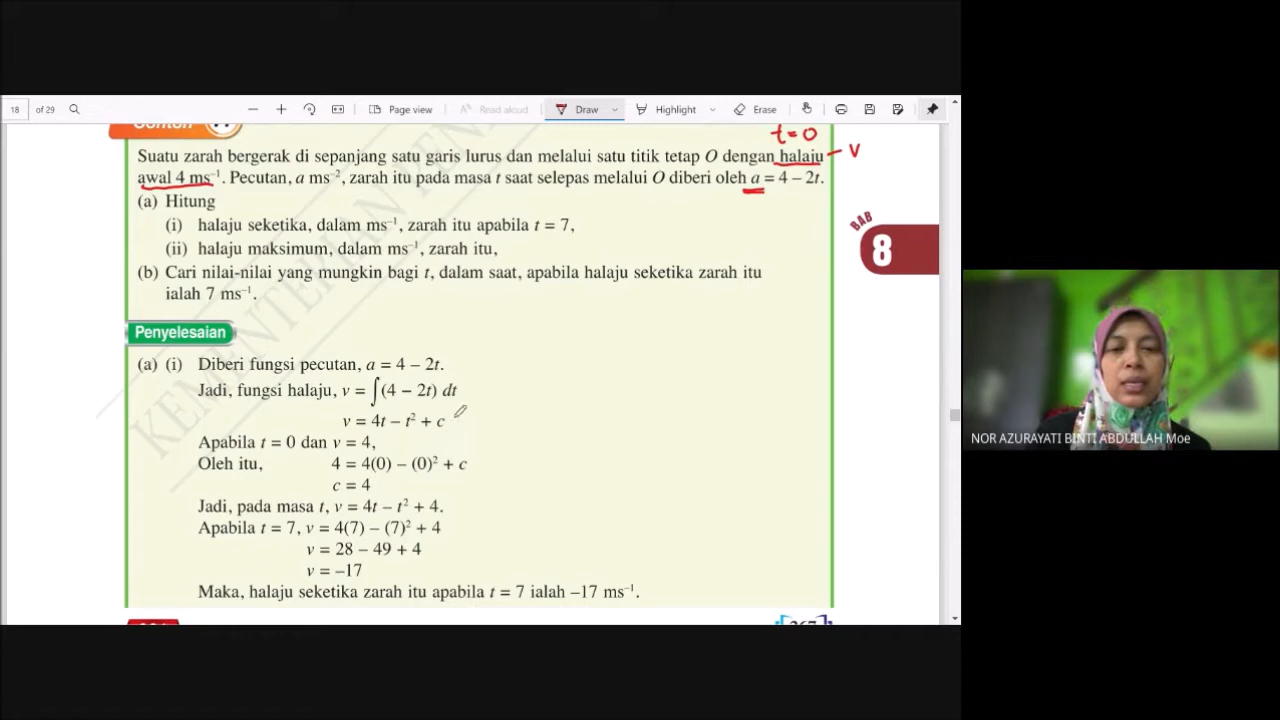 18 of 29 Page view Read aloud Draw Highlight Erase
t = 0
Suatu zarah bergerak di sepanjang satu garis lurus dan melalui satu titik tetap O dengan halaju – v
awal 4 ms⁻¹. Pecutan, a ms⁻², zarah itu pada masa t saat selepas melalui O diberi oleh a = 4 – 2t.
(a) Hitung
(i) halaju seketika, dalam ms⁻¹, zarah itu apabila t = 7,
(ii) halaju maksimum, dalam ms⁻¹, zarah itu,
(b) Cari nilai-nilai yang mungkin bagi t, dalam saat, apabila halaju seketika zarah itu
ialah 7 ms⁻¹.
BAB
8
Penyelesaian
(a) (i) Diberi fungsi pecutan, a = 4 – 2t.
Jadi, fungsi halaju, v = ∫(4 – 2t) dt
v = 4t – t² + c
Apabila t = 0 dan v = 4,
Oleh itu, 4 = 4(0) – (0)² + c
c = 4
Jadi, pada masa t, v = 4t – t² + 4.
Apabila t = 7, v = 4(7) – (7)² + 4
v = 28 – 49 + 4
v = –17
Maka, halaju seketika zarah itu apabila t = 7 ialah –17 ms⁻¹.
KEMENTERIAN
NOR AZURAYATI BINTI ABDULLAH Moe